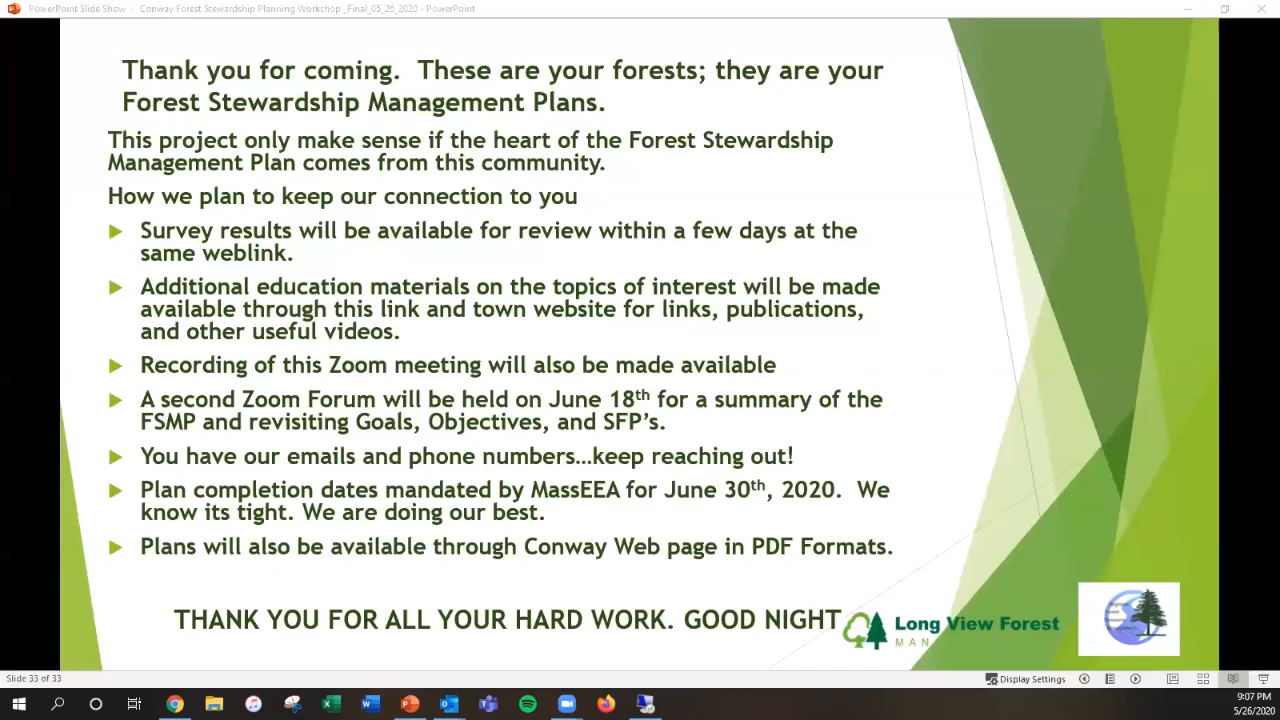 PowerPoint Slide Show - Conway Forest Stewardship Planning Workshop _Final_05_26_2020 - PowerPoint
Thank you for coming. These are your forests; they are your
Forest Stewardship Management Plans.
This project only make sense if the heart of the Forest Stewardship
Management Plan comes from this community.
How we plan to keep our connection to you
Survey results will be available for review within a few days at the
same weblink.
Additional education materials on the topics of interest will be made
available through this link and town website for links, publications,
and other useful videos.
Recording of this Zoom meeting will also be made available
A second Zoom Forum will be held on June 18th for a summary of the
FSMP and revisiting Goals, Objectives, and SFP's.
You have our emails and phone numbers…keep reaching out!
Plan completion dates mandated by MassEEA for June 30th, 2020. We
know its tight. We are doing our best.
Plans will also be available through Conway Web page in PDF Formats.
THANK YOU FOR ALL YOUR HARD WORK. GOOD NIGHT
Long View Forest
MAN
Slide 33 of 33
Display Settings
9:07 PM
5/26/2020